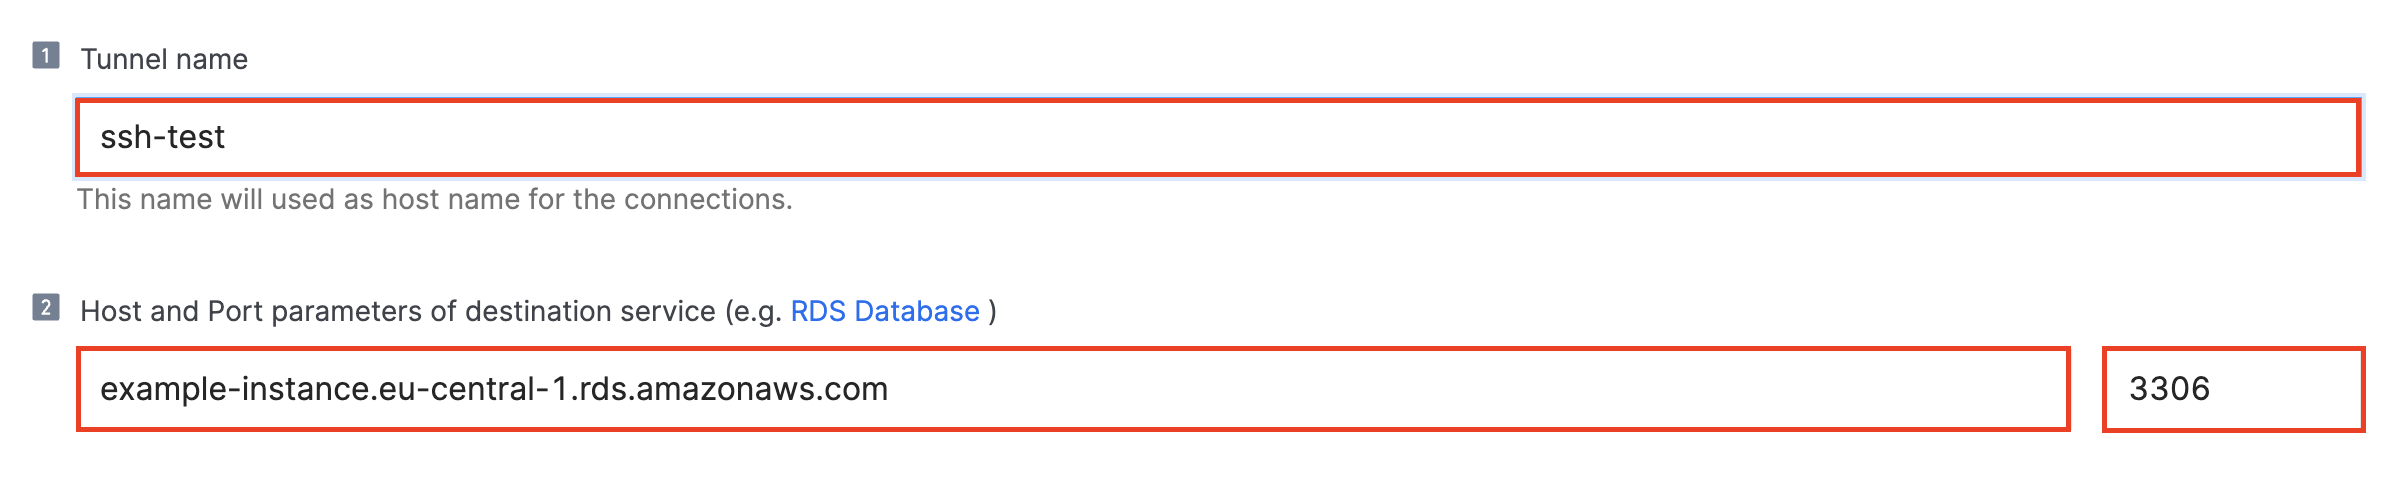 1 Tunnel name
ssh-test
This name will used as host name for the connections.
2 Host and Port parameters of destination service (e.g. RDS Database )
example-instance.eu-central-1.rds.amazonaws.com 3306